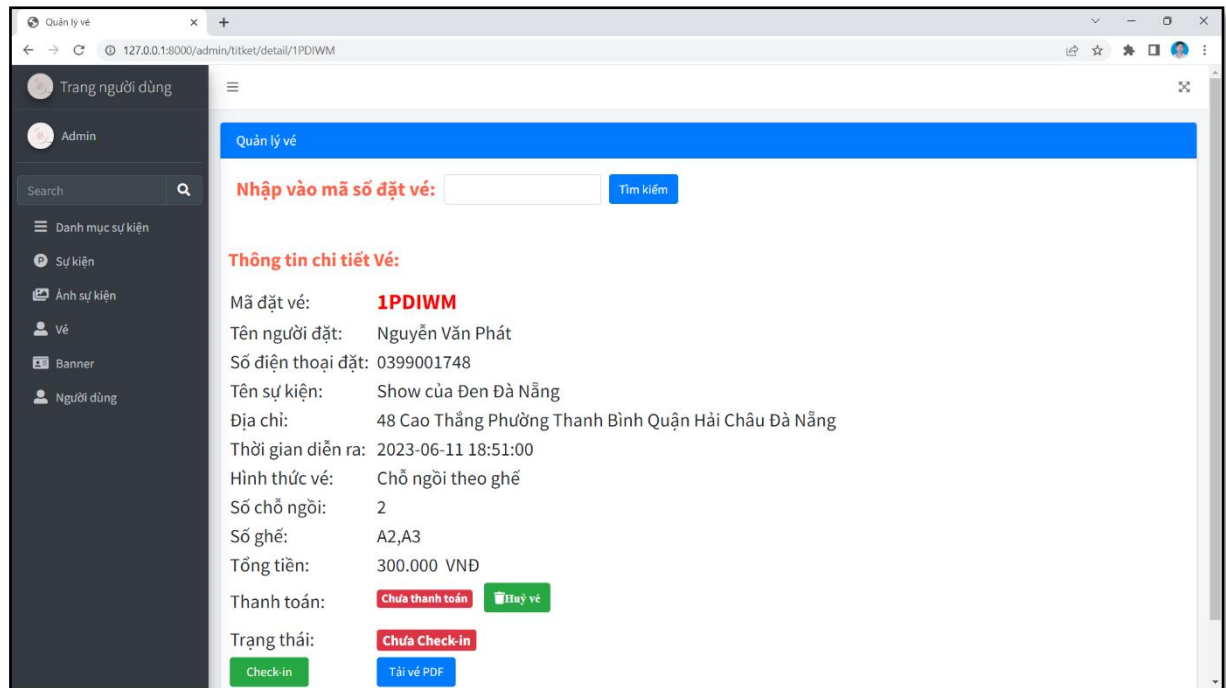 Quản lý vé
127.0.0.1:8000/admin/titket/detail/1PDIWM
Trang người dùng
Admin
Search
Danh mục sự kiện
Sự kiện
Ảnh sự kiện
Vé
Banner
Người dùng
Quản lý vé
Nhập vào mã số đặt vé: Tìm kiếm
Thông tin chi tiết Vé:
Mã đặt vé: 1PDIWM
Tên người đặt: Nguyễn Văn Phát
Số điện thoại đặt: 0399001748
Tên sự kiện: Show của Đen Đà Nẵng
Địa chỉ: 48 Cao Thắng Phường Thanh Bình Quận Hải Châu Đà Nẵng
Thời gian diễn ra: 2023-06-11 18:51:00
Hình thức vé: Chỗ ngồi theo ghế
Số chỗ ngồi: 2
Số ghế: A2,A3
Tổng tiền: 300.000 VNĐ
Thanh toán: Chưa thanh toán Huỷ vé
Trạng thái: Chưa Check-in
Check-in Tải vé PDF